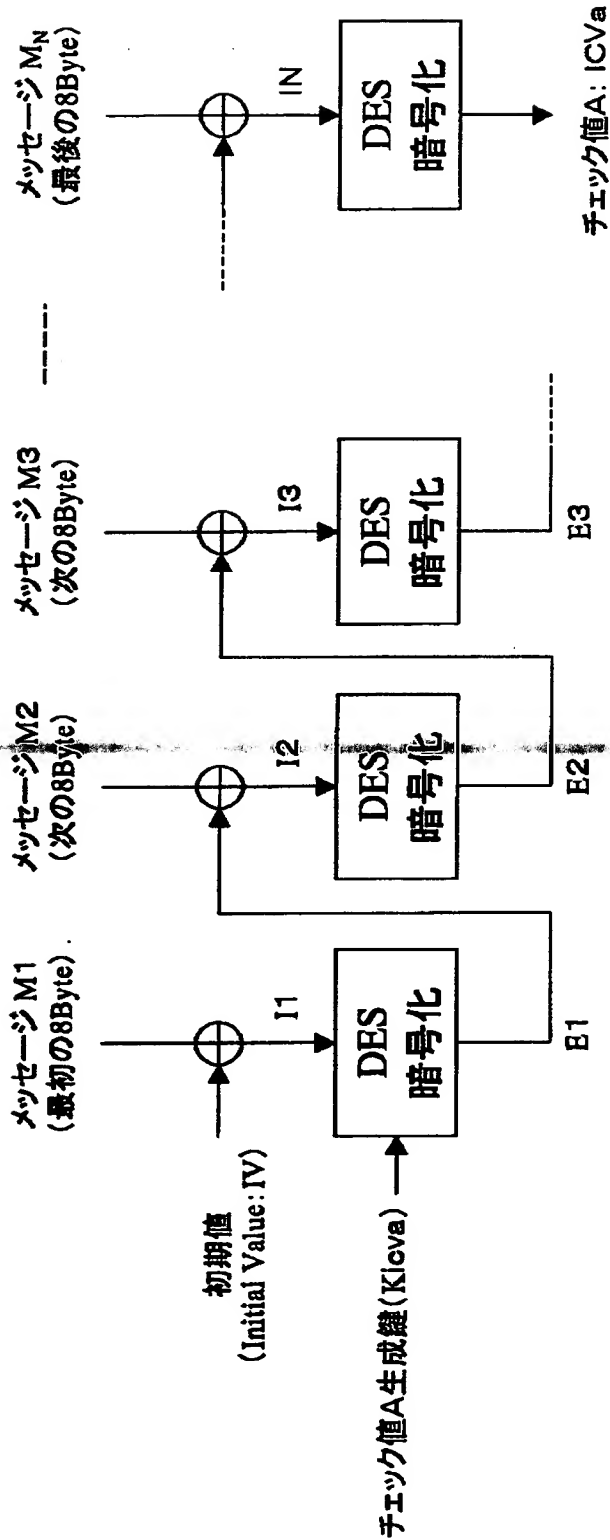 メッセージ M1
(最初の8Byte)
メッセージ M2
(次の8Byte)
メッセージ M3
(次の8Byte)
メッセージ MN
(最後の8Byte)
初期値
(Initial Value:IV)
I1
I2
I3
IN
チェック値A生成鍵(Kicva)
DES
暗号化
DES
暗号化
DES
暗号化
DES
暗号化
E1
E2
E3
チェック値A: ICVa